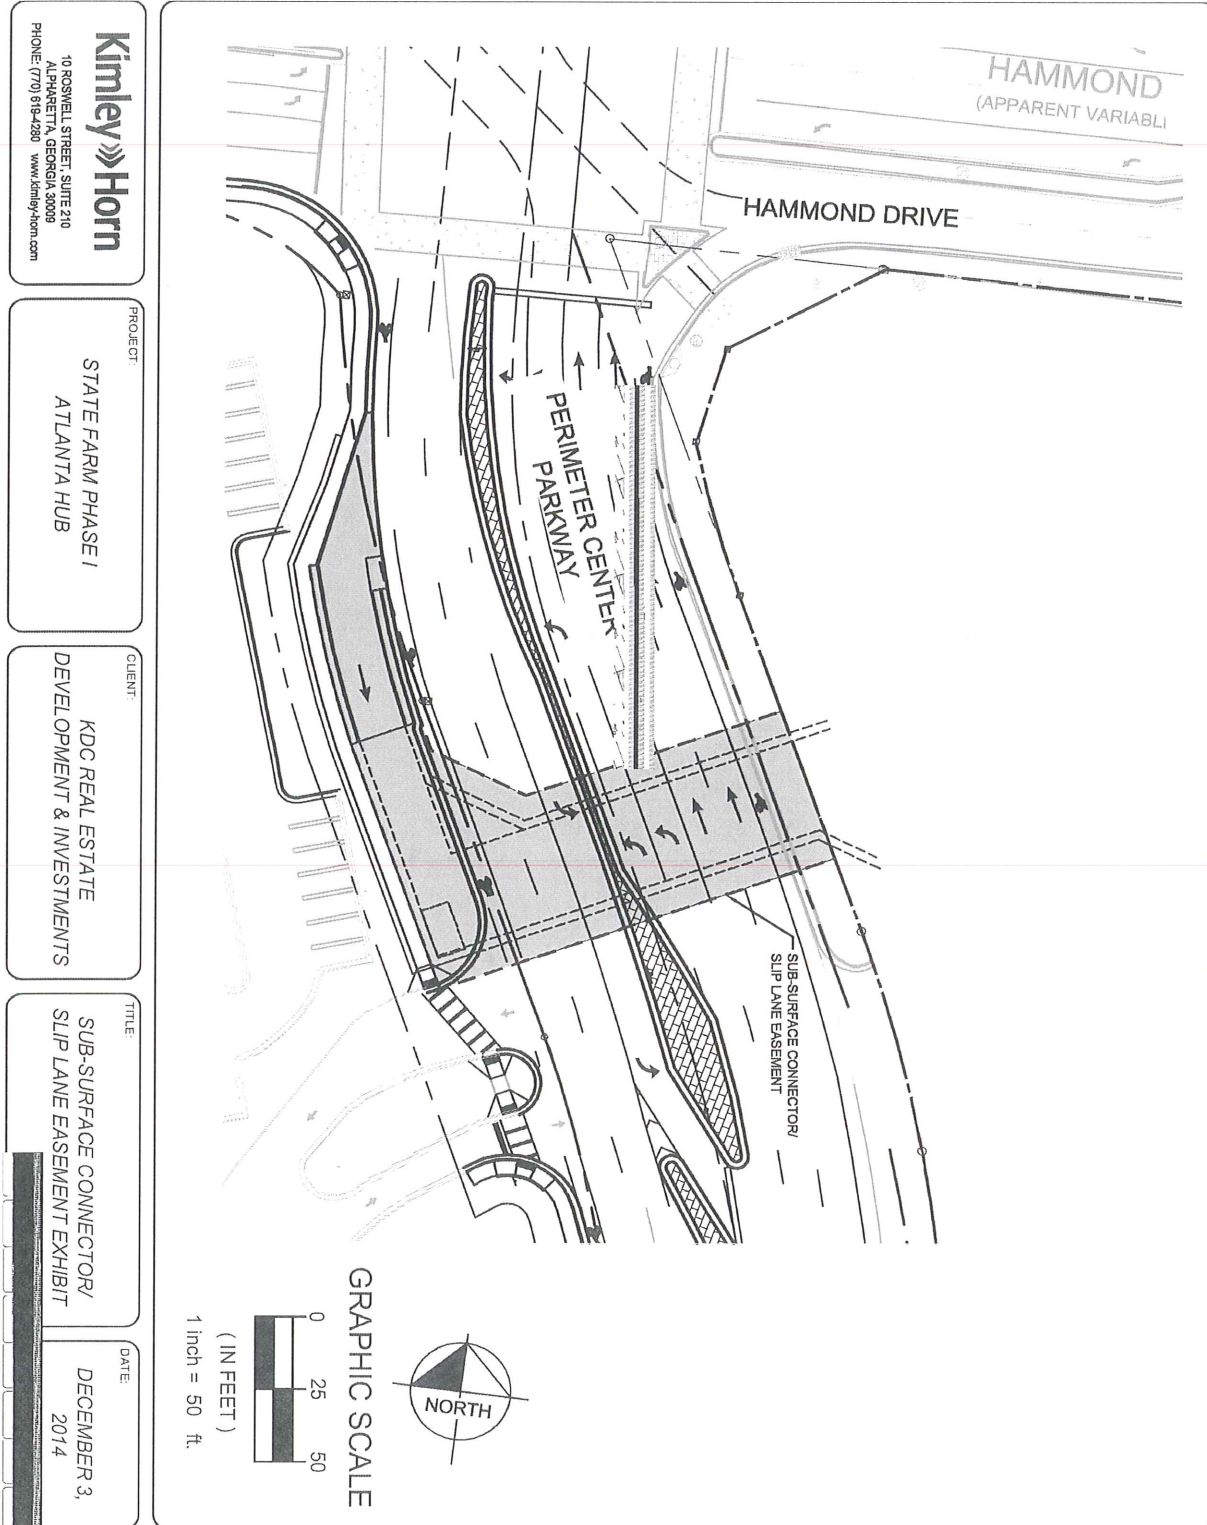 HAMMOND
(APPARENT VARIABL
HAMMOND DRIVE
PERIMETER CENTER
PARKWAY
SUB-SURFACE CONNECTOR/
SLIP LANE EASEMENT
NORTH
GRAPHIC SCALE
0 25 50
( IN FEET )
1 inch = 50 ft.
Kimley»Horn
10 ROSWELL STREET, SUITE 210
ALPHARETTA, GEORGIA 30009
PHONE: (770) 619-4280 www.kimley-horn.com
PROJECT:
STATE FARM PHASE I
ATLANTA HUB
CLIENT:
KDC REAL ESTATE
DEVELOPMENT & INVESTMENTS
TITLE:
SUB-SURFACE CONNECTOR/
SLIP LANE EASEMENT EXHIBIT
DATE:
DECEMBER 3,
2014